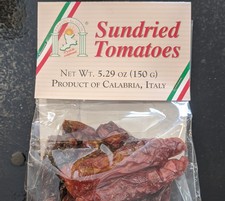 Sundried
Tomatoes
NET WT. 5.29 OZ (150 G)
PRODUCT OF CALABRIA, ITALY